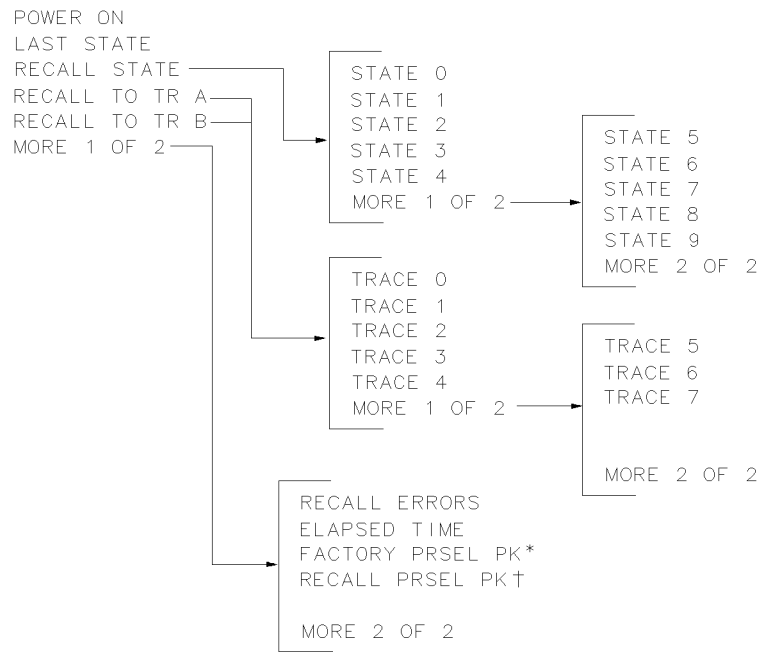 POWER ON
LAST STATE
RECALL STATE
RECALL TO TR A
RECALL TO TR B
MORE 1 OF 2
STATE 0
STATE 1
STATE 2
STATE 3
STATE 4
MORE 1 OF 2
STATE 5
STATE 6
STATE 7
STATE 8
STATE 9
MORE 2 OF 2
TRACE 0
TRACE 1
TRACE 2
TRACE 3
TRACE 4
MORE 1 OF 2
TRACE 5
TRACE 6
TRACE 7
MORE 2 OF 2
RECALL ERRORS
ELAPSED TIME
FACTORY PRSEL PK*
RECALL PRSEL PK†
MORE 2 OF 2